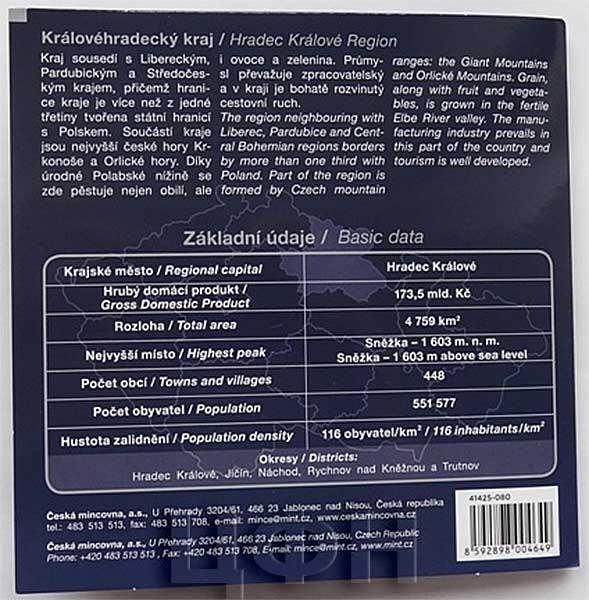 Královéhradecký kraj / Hradec Králové Region
Kraj sousedí s Libereckým,
Pardubickým a Středočes-
kým krajem, přičemž hrani-
ce kraje je více než z jedné
třetiny tvořena státní hranicí
s Polskem. Součástí kraje
jsou nejvyšší české hory Kr-
konoše a Orlické hory. Díky
úrodné Polabské nížině se
zde pěstuje nejen obilí, ale
i ovoce a zelenina. Průmy-
sl převažuje zpracovatelský
a v kraji je bohatě rozvinutý
cestovní ruch.
The region neighbouring with
Liberec, Pardubice and Cent-
ral Bohemian regions borders
by more than one third with
Poland. Part of the region is
formed by Czech mountain
ranges: the Giant Mountains
and Orlické Mountains. Grain,
along with fruit and vegeta-
bles, is grown in the fertile
Elbe River valley. The manu-
facturing industry prevails in
this part of the country and
tourism is well developed.
Základní údaje / Basic data
Krajské město / Regional capital Hradec Králové
Hrubý domácí produkt /
Gross Domestic Product 173,5 mld. Kč
Rozloha / Total area 4 759 km²
Nejvyšší místo / Highest peak Sněžka – 1 603 m. n. m.
Sněžka – 1 603 m above sea level
Počet obcí / Towns and villages 448
Počet obyvatel / Population 551 577
Hustota zalidnění / Population density 116 obyvatel/km² / 116 inhabitants/km²
Okresy / Districts:
Hradec Králové, Jičín, Náchod, Rychnov nad Kněžnou a Trutnov
Česká mincovna, a.s., U Přehrady 3204/61, 466 23 Jablonec nad Nisou, Česká republika
tel.: 483 513 513, fax: 483 513 708, e-mail: mince@mint.cz, www.ceskamincovna.cz
Česká mincovna, a.s., U Přehrady 3204/61, 466 23 Jablonec nad Nisou, Czech Republic
Phone: +420 483 513 513, Fax: +420 483 513 708, E-mail: mince@mint.cz, www.mint.cz
41425-080
8 592898 004649
ЦФН